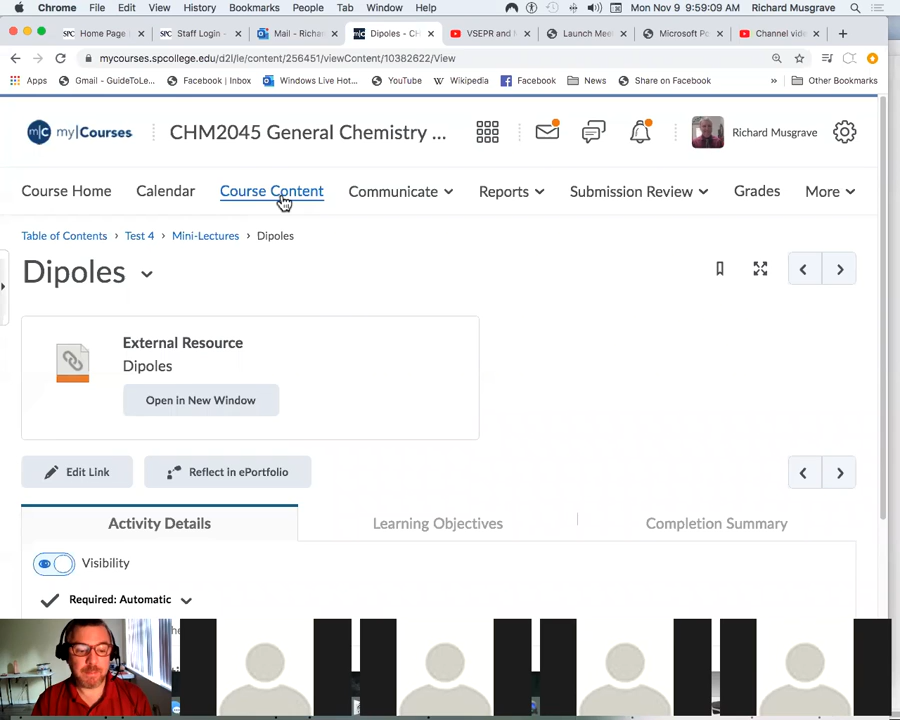 Chrome File Edit View History Bookmarks People Tab Window Help Mon Nov 9 9:59:09 AM Richard Musgrave
SPC Home Page SPC Staff Login - Mail - Richar Dipoles - CH VSEPR and Launch Mee Microsoft P Channel vide
mycourses.spcollege.edu/d2l/le/content/256451/viewContent/10382622/View
Apps Gmail - GuideToLe... Facebook | Inbox Windows Live Hot... YouTube Wikipedia Facebook News Share on Facebook » Other Bookmarks
m|C my|Courses CHM2045 General Chemistry ... Richard Musgrave
Course Home Calendar Course Content Communicate Reports Submission Review Grades More
Table of Contents > Test 4 > Mini-Lectures > Dipoles
Dipoles
External Resource
Dipoles
Open in New Window
Edit Link Reflect in ePortfolio
Activity Details Learning Objectives Completion Summary
Visibility
Required: Automatic